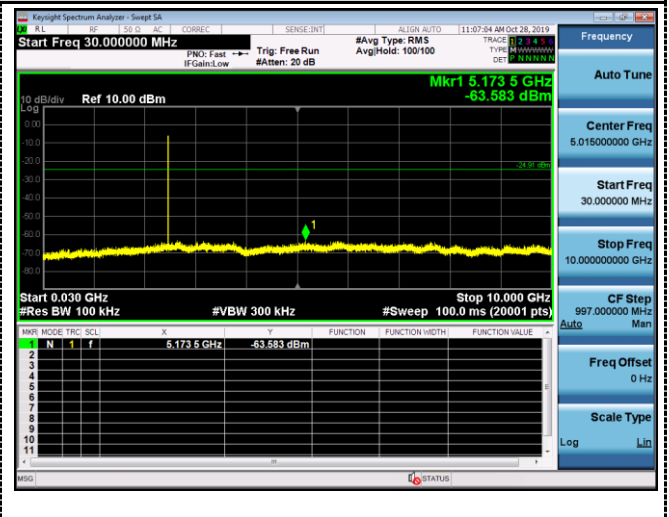 Keysight Spectrum Analyzer - Swept SA
RL RF 50 Ω AC CORREC SENSE:INT ALIGN AUTO 11:07:04 AM Oct 28, 2019
Start Freq 30.000000 MHz
PNO: Fast
IFGain:Low
Trig: Free Run
#Atten: 20 dB
#Avg Type: RMS
Avg|Hold: 100/100
TRACE 1 2 3 4 5 6
TYPE M WWWWW
DET P N N N N N
Mkr1 5.173 5 GHz
-63.583 dBm
10 dB/div Ref 10.00 dBm
Log
0.00
-10.0
-20.0
-24.91 dBm
-30.0
-40.0
-50.0
1
-60.0
-70.0
-80.0
Start 0.030 GHz Stop 10.000 GHz
#Res BW 100 kHz #VBW 300 kHz #Sweep 100.0 ms (20001 pts)
MKR MODE TRC SCL X Y FUNCTION FUNCTION WIDTH FUNCTION VALUE
1 N 1 f 5.173 5 GHz -63.583 dBm
2
3
4
5
6
7
8
9
10
11
MSG STATUS
Frequency
Auto Tune
Center Freq
5.015000000 GHz
Start Freq
30.000000 MHz
Stop Freq
10.000000000 GHz
CF Step
997.000000 MHz
Auto Man
Freq Offset
0 Hz
Scale Type
Log Lin